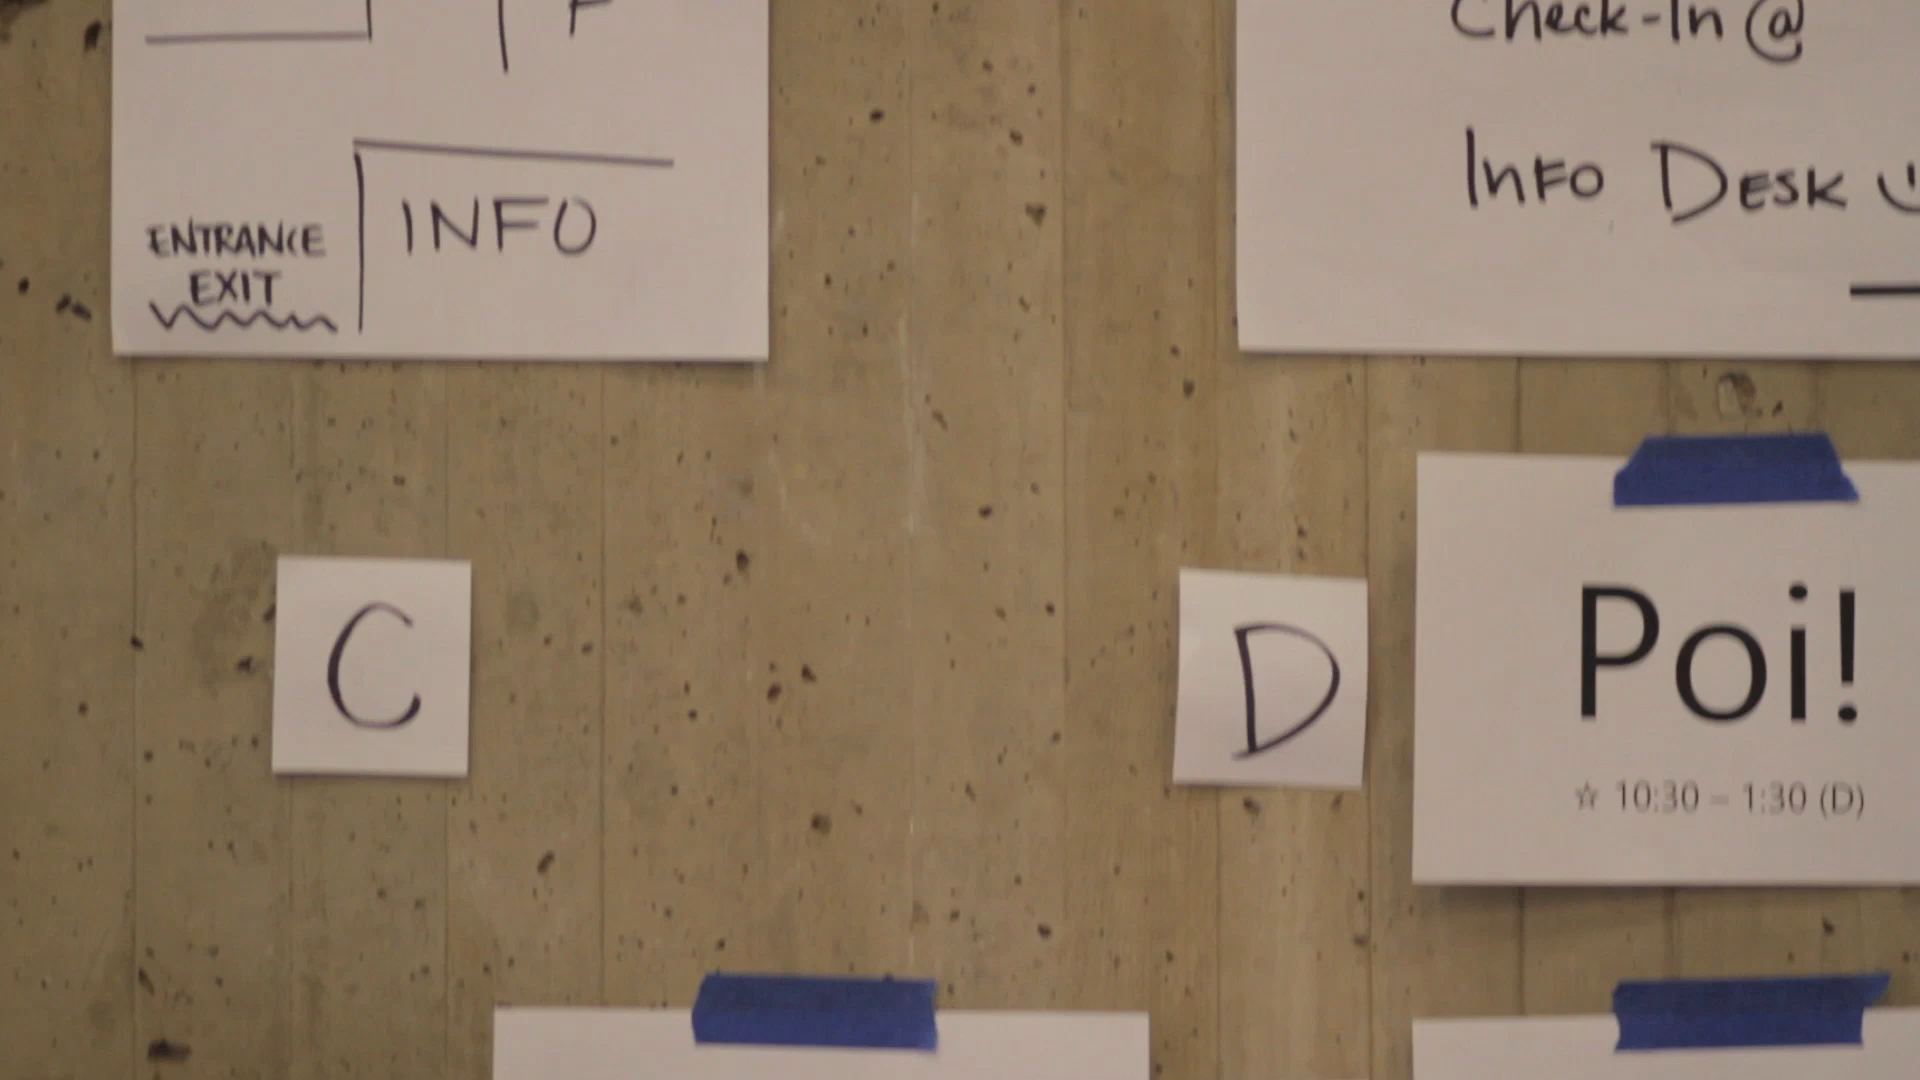 F
INFO
ENTRANCE
EXIT
Check-In @
InFO DESK
C
D
Poi!
☆ 10:30 – 1:30 (D)